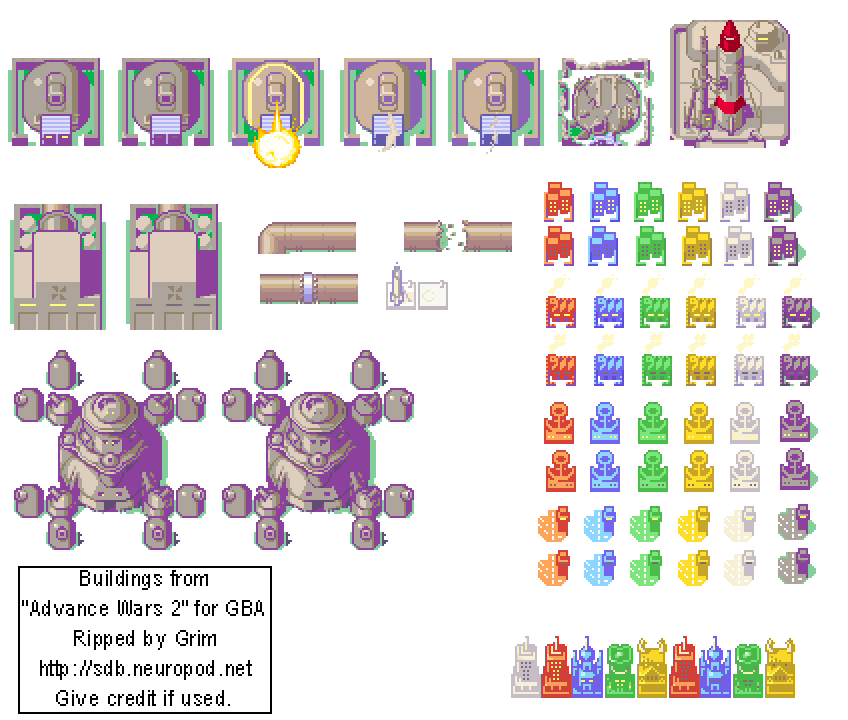 Buildings from
"Advance Wars 2" for GBA
Ripped by Grim
http://sdb.neuropod.net
Give credit if used.